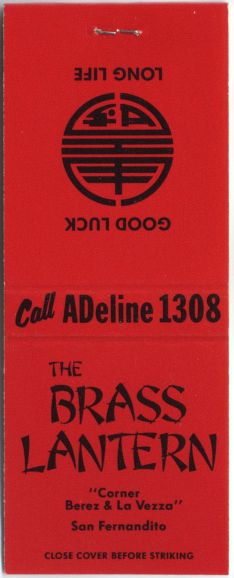 LONG LIFE
GOOD LUCK
Call ADeline 1308
THE
BRASS
LANTERN
"Corner
Berez & La Vezza"
San Fernandito
CLOSE COVER BEFORE STRIKING